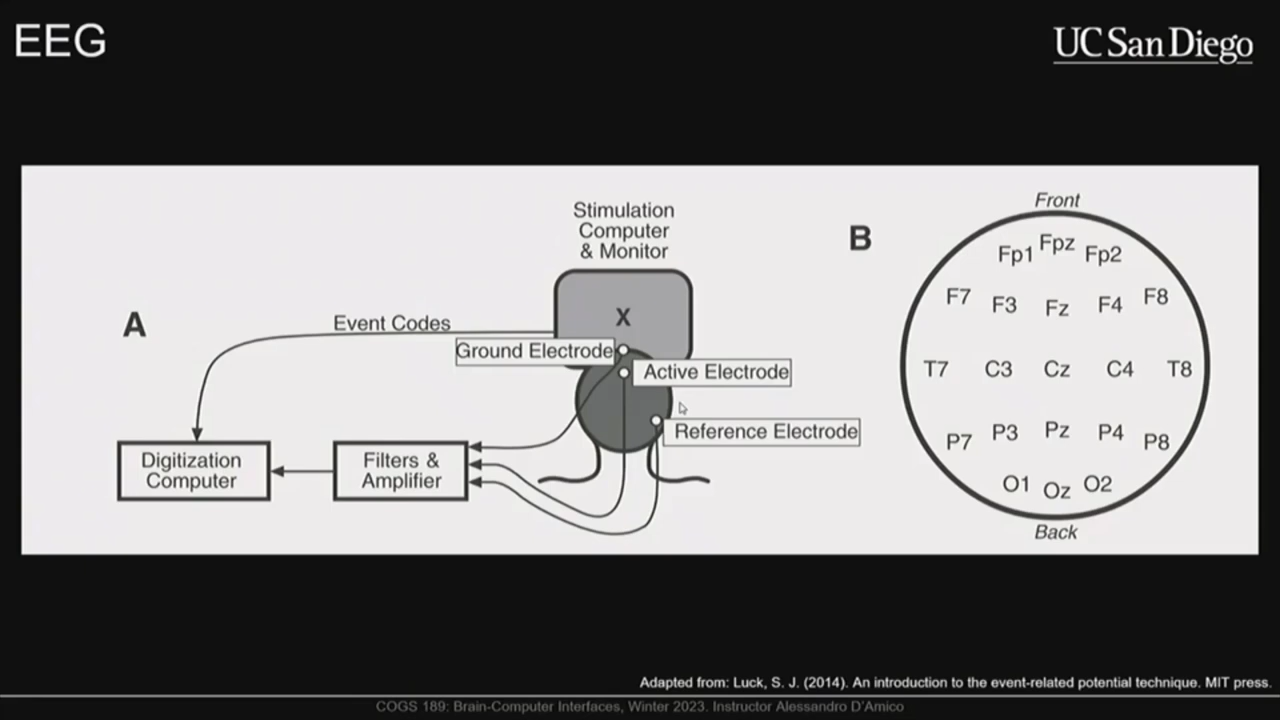 EEG
UC San Diego
A
Stimulation
Computer
& Monitor
X
Event Codes
Ground Electrode
Active Electrode
Reference Electrode
Digitization
Computer
Filters &
Amplifier
B
Front
Fp1 Fpz Fp2
F7 F3 Fz F4 F8
T7 C3 Cz C4 T8
P7 P3 Pz P4 P8
O1 Oz O2
Back
Adapted from: Luck, S. J. (2014). An introduction to the event-related potential technique. MIT press.
COGS 189: Brain-Computer Interfaces, Winter 2023. Instructor Alessandro D'Amico